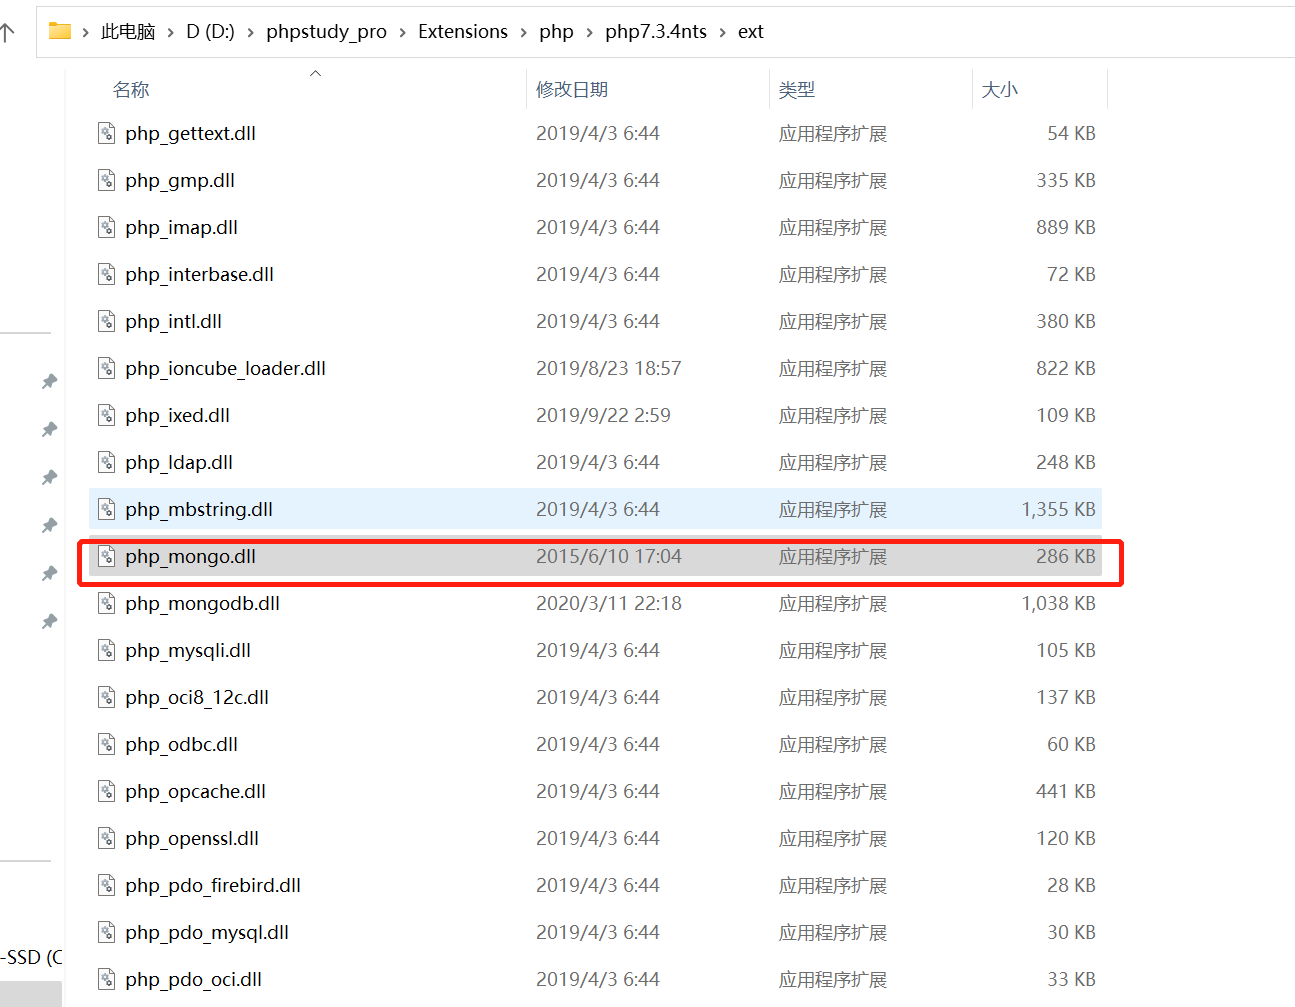 此电脑 > D (D:) > phpstudy_pro > Extensions > php > php7.3.4nts > ext
名称 修改日期 类型 大小
php_gettext.dll 2019/4/3 6:44 应用程序扩展 54 KB
php_gmp.dll 2019/4/3 6:44 应用程序扩展 335 KB
php_imap.dll 2019/4/3 6:44 应用程序扩展 889 KB
php_interbase.dll 2019/4/3 6:44 应用程序扩展 72 KB
php_intl.dll 2019/4/3 6:44 应用程序扩展 380 KB
php_ioncube_loader.dll 2019/8/23 18:57 应用程序扩展 822 KB
php_ixed.dll 2019/9/22 2:59 应用程序扩展 109 KB
php_ldap.dll 2019/4/3 6:44 应用程序扩展 248 KB
php_mbstring.dll 2019/4/3 6:44 应用程序扩展 1,355 KB
php_mongo.dll 2015/6/10 17:04 应用程序扩展 286 KB
php_mongodb.dll 2020/3/11 22:18 应用程序扩展 1,038 KB
php_mysqli.dll 2019/4/3 6:44 应用程序扩展 105 KB
php_oci8_12c.dll 2019/4/3 6:44 应用程序扩展 137 KB
php_odbc.dll 2019/4/3 6:44 应用程序扩展 60 KB
php_opcache.dll 2019/4/3 6:44 应用程序扩展 441 KB
php_openssl.dll 2019/4/3 6:44 应用程序扩展 120 KB
php_pdo_firebird.dll 2019/4/3 6:44 应用程序扩展 28 KB
php_pdo_mysql.dll 2019/4/3 6:44 应用程序扩展 30 KB
-SSD (C
php_pdo_oci.dll 2019/4/3 6:44 应用程序扩展 33 KB